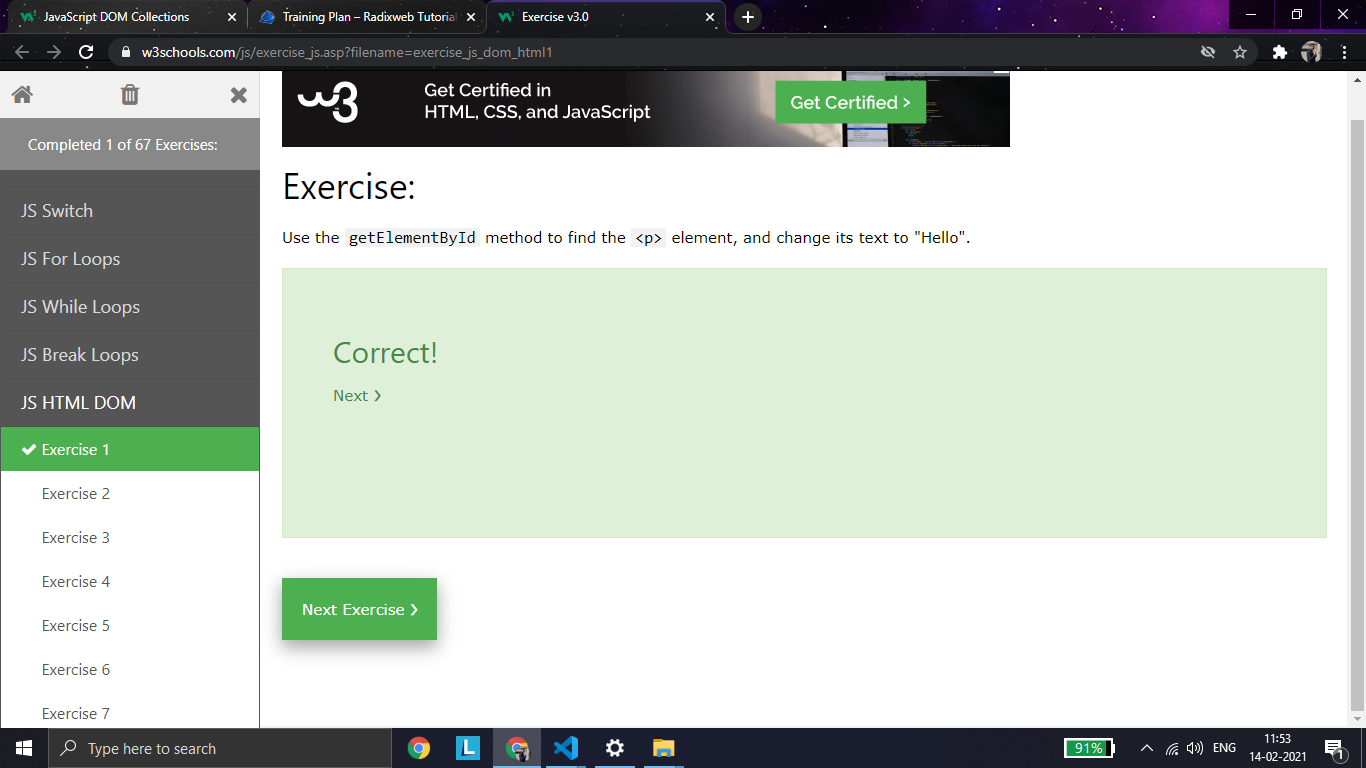 JavaScript DOM Collections
Training Plan – Radixweb Tutorial
Exercise v3.0
w3schools.com/js/exercise_js.asp?filename=exercise_js_dom_html1
Completed 1 of 67 Exercises:
JS Switch
JS For Loops
JS While Loops
JS Break Loops
JS HTML DOM
Exercise 1
Exercise 2
Exercise 3
Exercise 4
Exercise 5
Exercise 6
Exercise 7
w3
Get Certified in
HTML, CSS, and JavaScript
Get Certified >
Exercise:
Use the getElementById method to find the <p> element, and change its text to "Hello".
Correct!
Next ❯
Next Exercise ❯
Type here to search
L
91%
ENG
11:53
14-02-2021
1